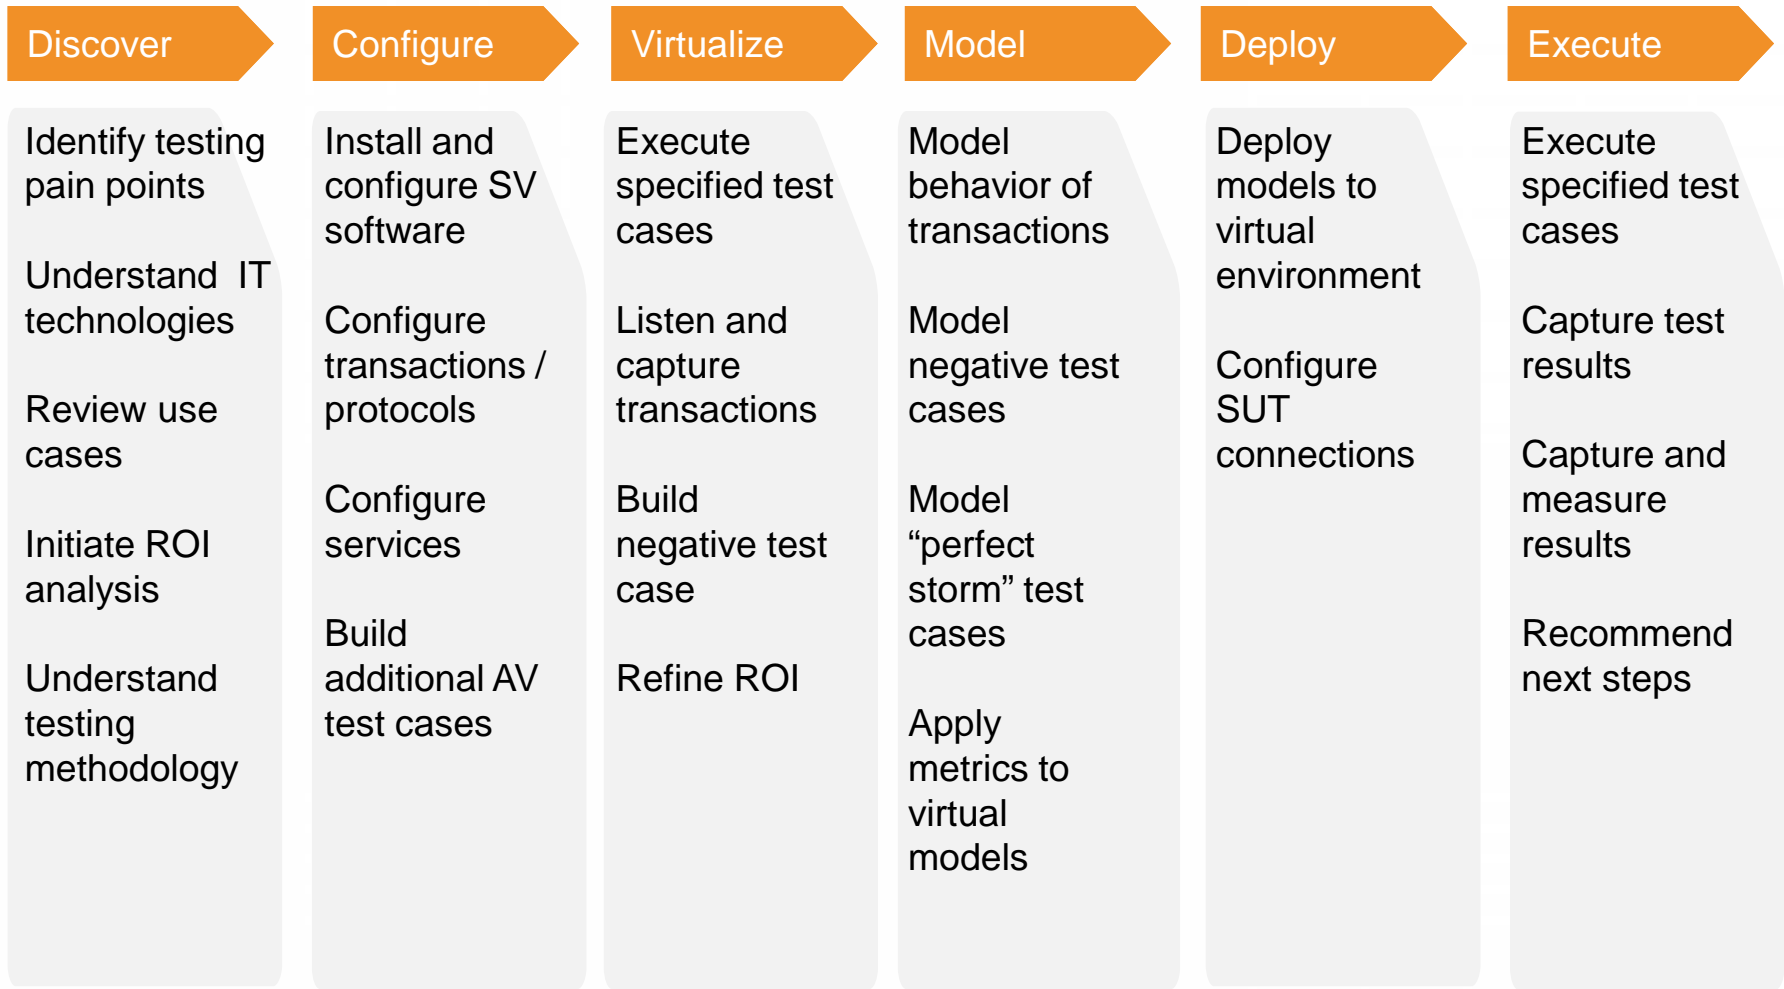 Discover
Configure
Virtualize
Model
Deploy
Execute
Identify testing
pain points
Understand IT
technologies
Review use
cases
Initiate ROI
analysis
Understand
testing
methodology
Install and
configure SV
software
Configure
transactions /
protocols
Configure
services
Build
additional AV
test cases
Execute
specified test
cases
Listen and
capture
transactions
Build
negative test
case
Refine ROI
Model
behavior of
transactions
Model
negative test
cases
Model
“perfect
storm” test
cases
Apply
metrics to
virtual
models
Deploy
models to
virtual
environment
Configure
SUT
connections
Execute
specified test
cases
Capture test
results
Capture and
measure
results
Recommend
next steps